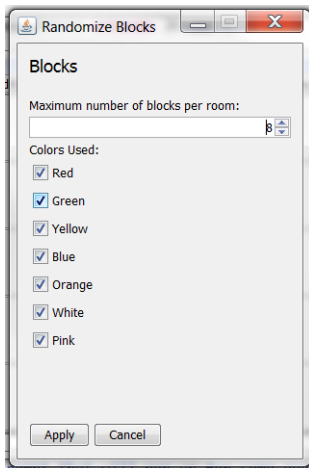 Randomize Blocks
Blocks
Maximum number of blocks per room:
8
Colors Used:
Red
Green
Yellow
Blue
Orange
White
Pink
Apply Cancel